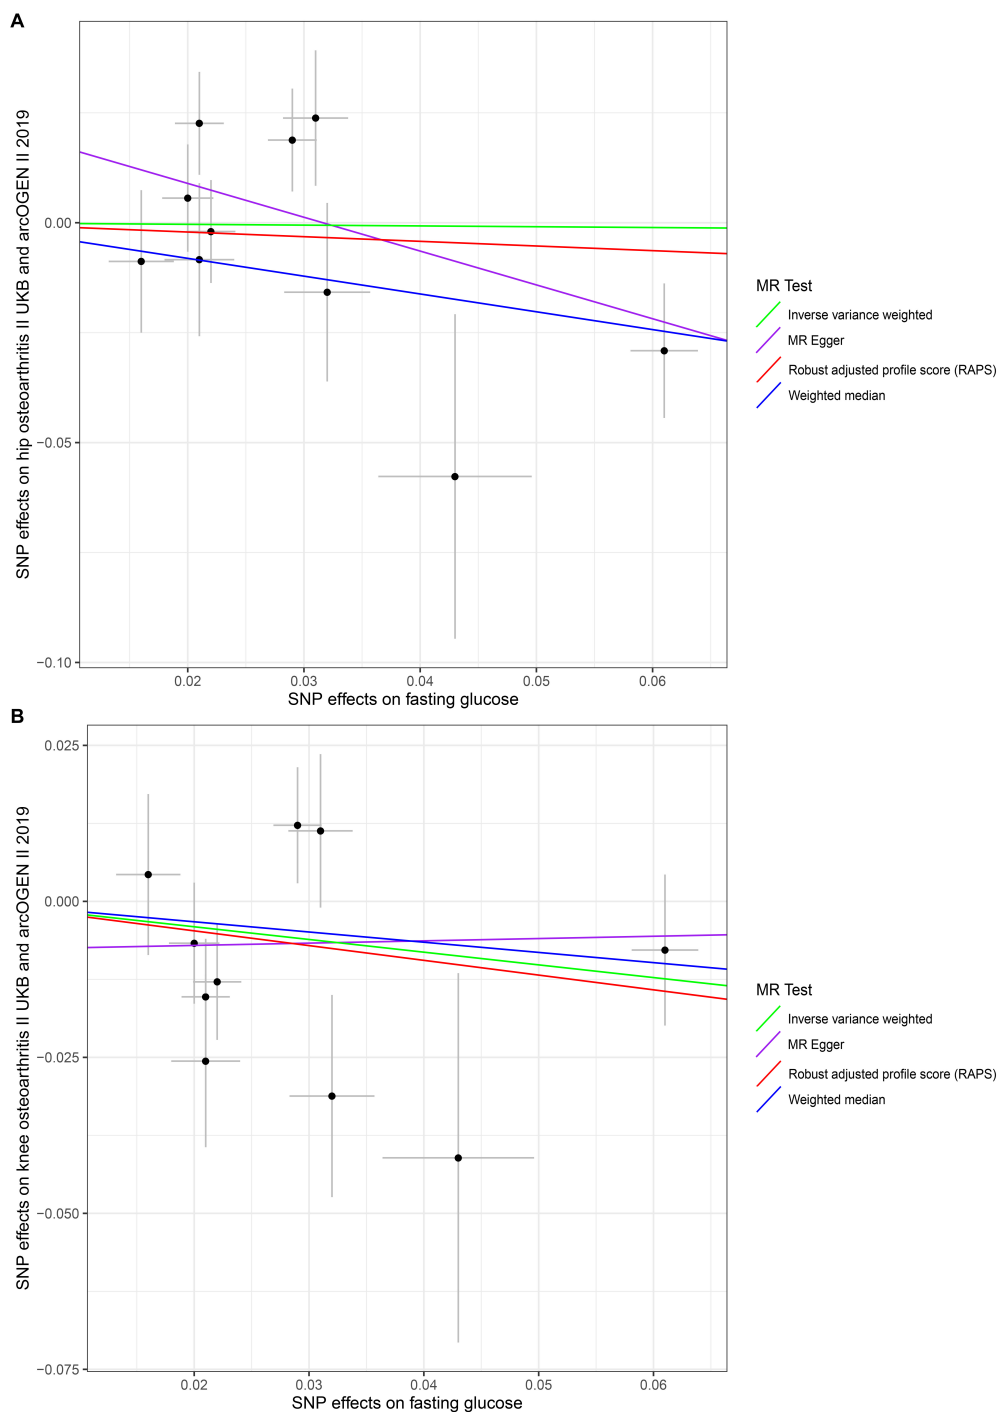 A
SNP effects on hip osteoarthritis II UKB and arcOGEN II 2019
0.00
−0.05
−0.10
0.02 0.03 0.04 0.05 0.06
SNP effects on fasting glucose
MR Test
Inverse variance weighted
MR Egger
Robust adjusted profile score (RAPS)
Weighted median
B
SNP effects on knee osteoarthritis II UKB and arcOGEN II 2019
0.025
0.000
−0.025
−0.050
−0.075
0.02 0.03 0.04 0.05 0.06
SNP effects on fasting glucose
MR Test
Inverse variance weighted
MR Egger
Robust adjusted profile score (RAPS)
Weighted median